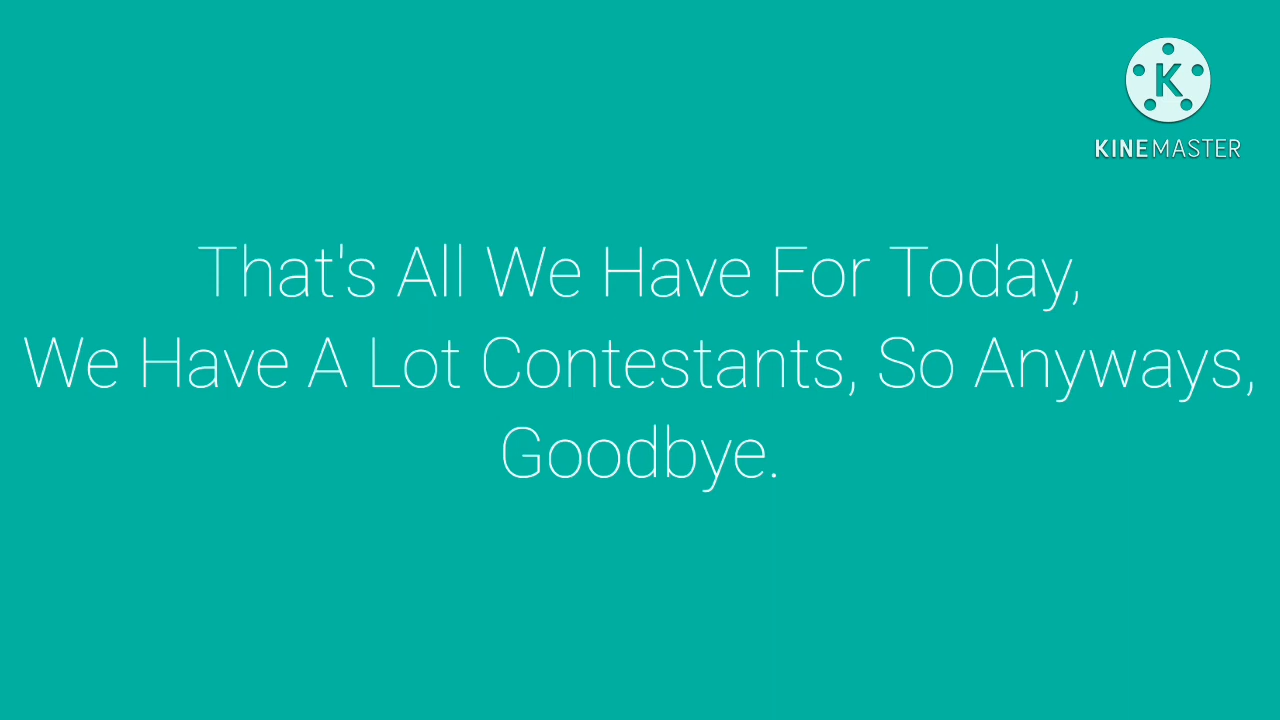 K
KINEMASTER
That's All We Have For Today,
We Have A Lot Contestants, So Anyways,
Goodbye.